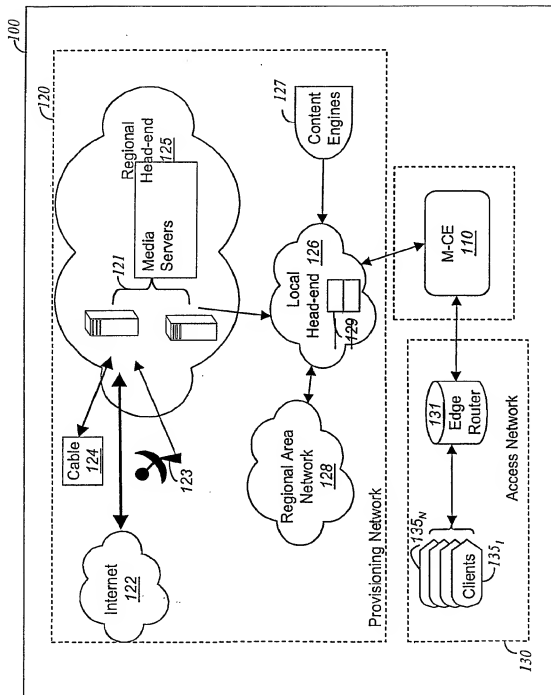 100
120
Internet
122
Cable
124
123
121
Media
Servers
Regional
Head-end
125
Regional Area
Network
128
Local
Head-end
126
129
Content
Engines
127
Provisioning Network
M-CE
110
130
135N
Clients
1351
131
Edge
Router
Access Network